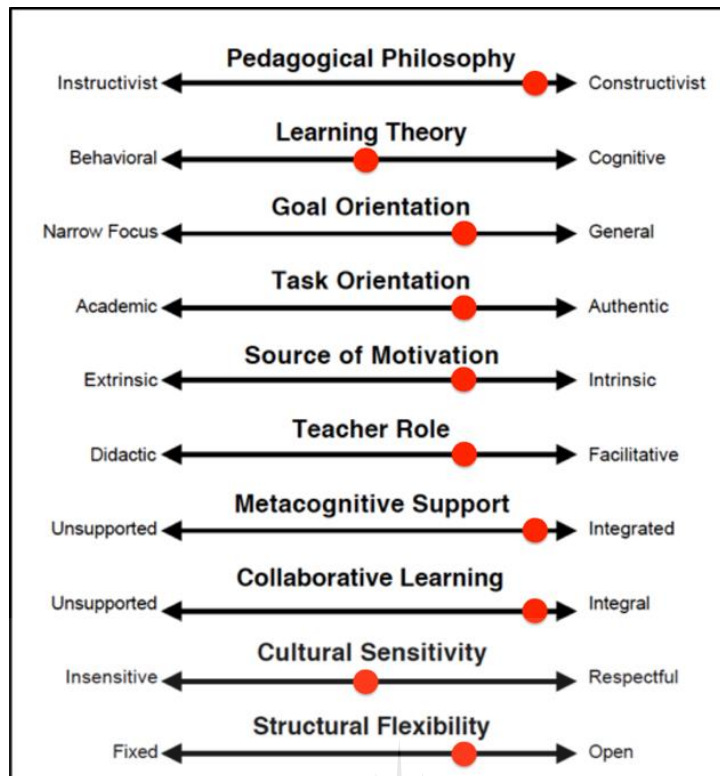 Pedagogical Philosophy
Instructivist Constructivist
Learning Theory
Behavioral Cognitive
Goal Orientation
Narrow Focus General
Task Orientation
Academic Authentic
Source of Motivation
Extrinsic Intrinsic
Teacher Role
Didactic Facilitative
Metacognitive Support
Unsupported Integrated
Collaborative Learning
Unsupported Integral
Cultural Sensitivity
Insensitive Respectful
Structural Flexibility
Fixed Open